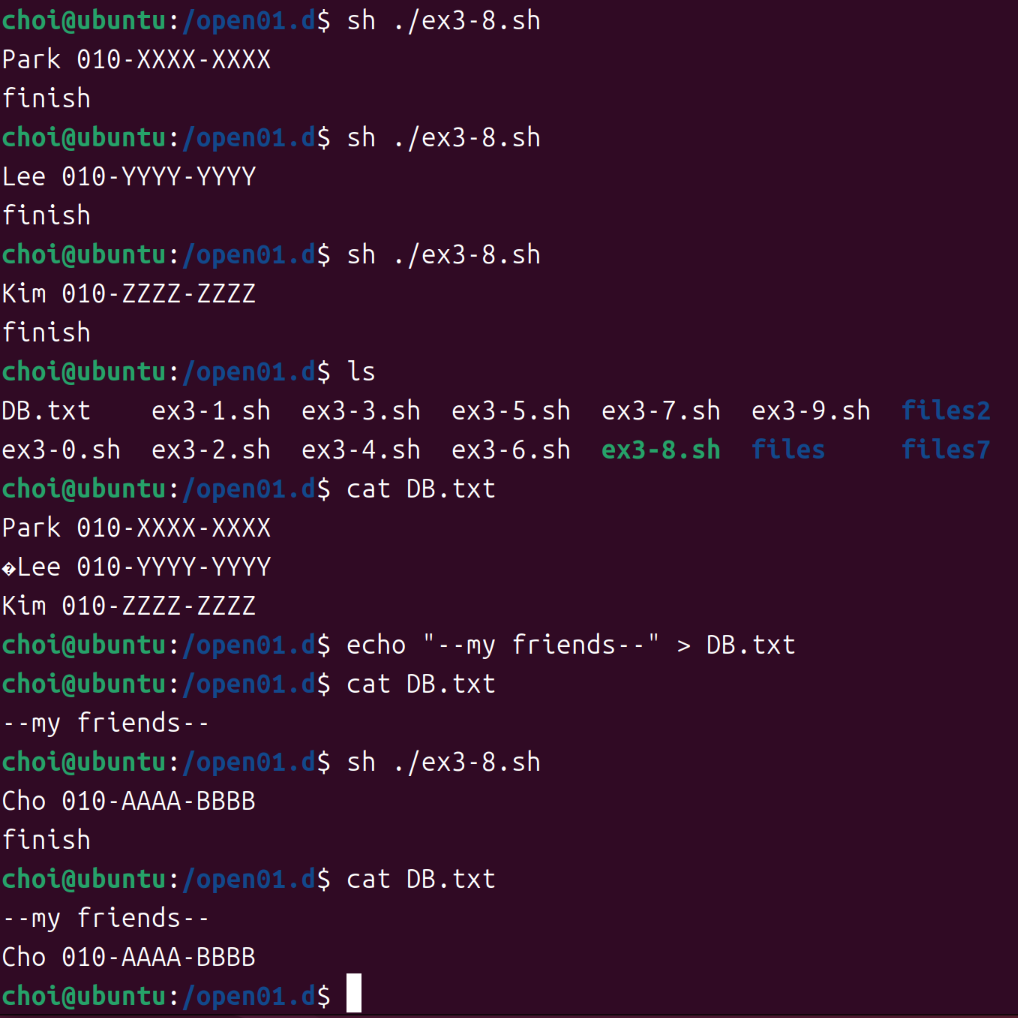 choi@ubuntu:/open01.d$ sh ./ex3-8.sh
Park 010-XXXX-XXXX
finish
choi@ubuntu:/open01.d$ sh ./ex3-8.sh
Lee 010-YYYY-YYYY
finish
choi@ubuntu:/open01.d$ sh ./ex3-8.sh
Kim 010-ZZZZ-ZZZZ
finish
choi@ubuntu:/open01.d$ ls
DB.txt    ex3-1.sh  ex3-3.sh  ex3-5.sh  ex3-7.sh  ex3-9.sh  files2
ex3-0.sh  ex3-2.sh  ex3-4.sh  ex3-6.sh  ex3-8.sh  files     files7
choi@ubuntu:/open01.d$ cat DB.txt
Park 010-XXXX-XXXX
�Lee 010-YYYY-YYYY
Kim 010-ZZZZ-ZZZZ
choi@ubuntu:/open01.d$ echo "--my friends--" > DB.txt
choi@ubuntu:/open01.d$ cat DB.txt
--my friends--
choi@ubuntu:/open01.d$ sh ./ex3-8.sh
Cho 010-AAAA-BBBB
finish
choi@ubuntu:/open01.d$ cat DB.txt
--my friends--
Cho 010-AAAA-BBBB
choi@ubuntu:/open01.d$